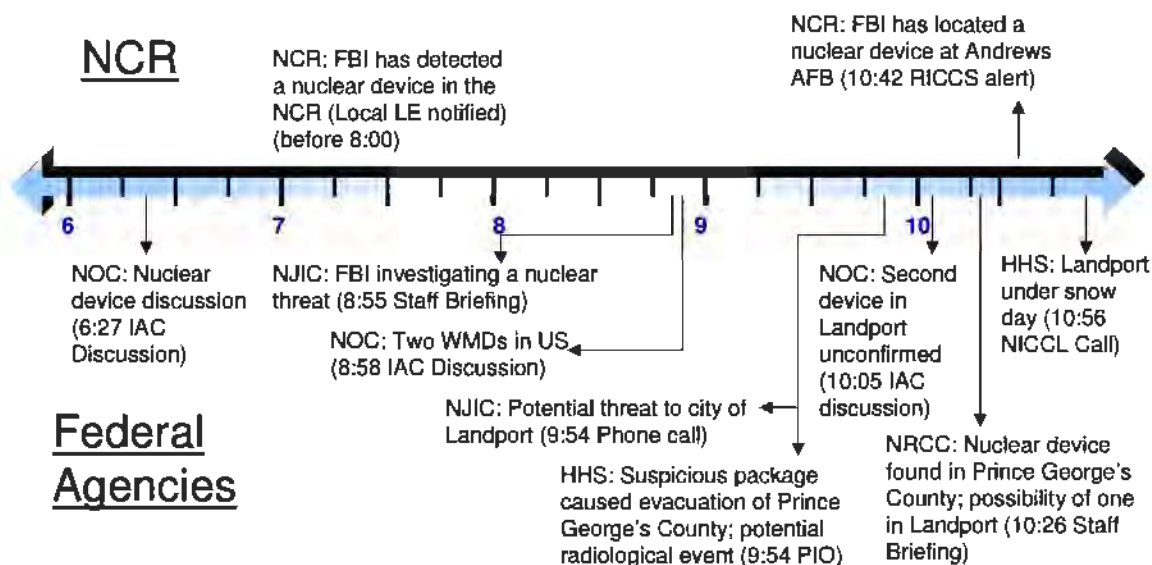 NCR
NCR: FBI has detected
a nuclear device in the
NCR (Local LE notified)
(before 8:00)
NCR: FBI has located a
nuclear device at Andrews
AFB (10:42 RICCS alert)
6
7
8
9
10
NOC: Nuclear
device discussion
(6:27 IAC
Discussion)
NJIC: FBI investigating a nuclear
threat (8:55 Staff Briefing)
NOC: Two WMDs in US
(8:58 IAC Discussion)
NJIC: Potential threat to city of
Landport (9:54 Phone call)
HHS: Suspicious package
caused evacuation of Prince
George's County; potential
radiological event (9:54 PIO)
NOC: Second
device in
Landport
unconfirmed
(10:05 IAC
discussion)
NRCC: Nuclear device
found in Prince George's
County; possibility of one
in Landport (10:26 Staff
Briefing)
HHS: Landport
under snow
day (10:56
NICCL Call)
Federal
Agencies